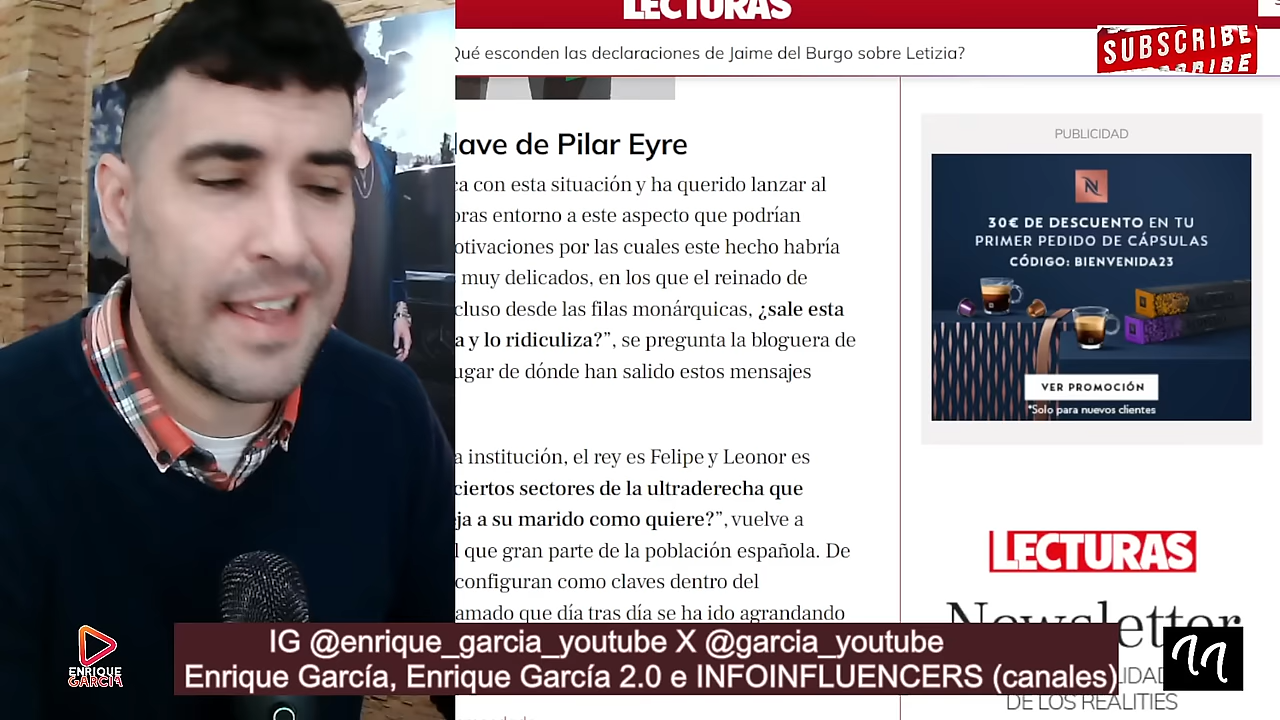 LECTURAS
Qué esconden las declaraciones de Jaime del Burgo sobre Letizia?
SUBSCRIBE
lave de Pilar Eyre
ca con esta situación y ha querido lanzar al
oras entorno a este aspecto que podrían
otivaciones por las cuales este hecho habría
muy delicados, en los que el reinado de
cluso desde las filas monárquicas, ¿sale esta
a y lo ridiculiza?”, se pregunta la bloguera de
ugar de dónde han salido estos mensajes
a institución, el rey es Felipe y Leonor es
ciertos sectores de la ultraderecha que
eja a su marido como quiere?”, vuelve a
l que gran parte de la población española. De
configuran como claves dentro del
amado que día tras día se ha ido agrandando
PUBLICIDAD
N
30€ DE DESCUENTO EN TU
PRIMER PEDIDO DE CÁPSULAS
CÓDIGO: BIENVENIDA23
VER PROMOCIÓN
*Solo para nuevos clientes
LECTURAS
Newsletter
DE LOS REALITIES
ENRIQUE
GARCÍA
IG @enrique_garcia_youtube X @garcia_youtube
Enrique García, Enrique García 2.0 e INFOINFLUENCERS (canales)